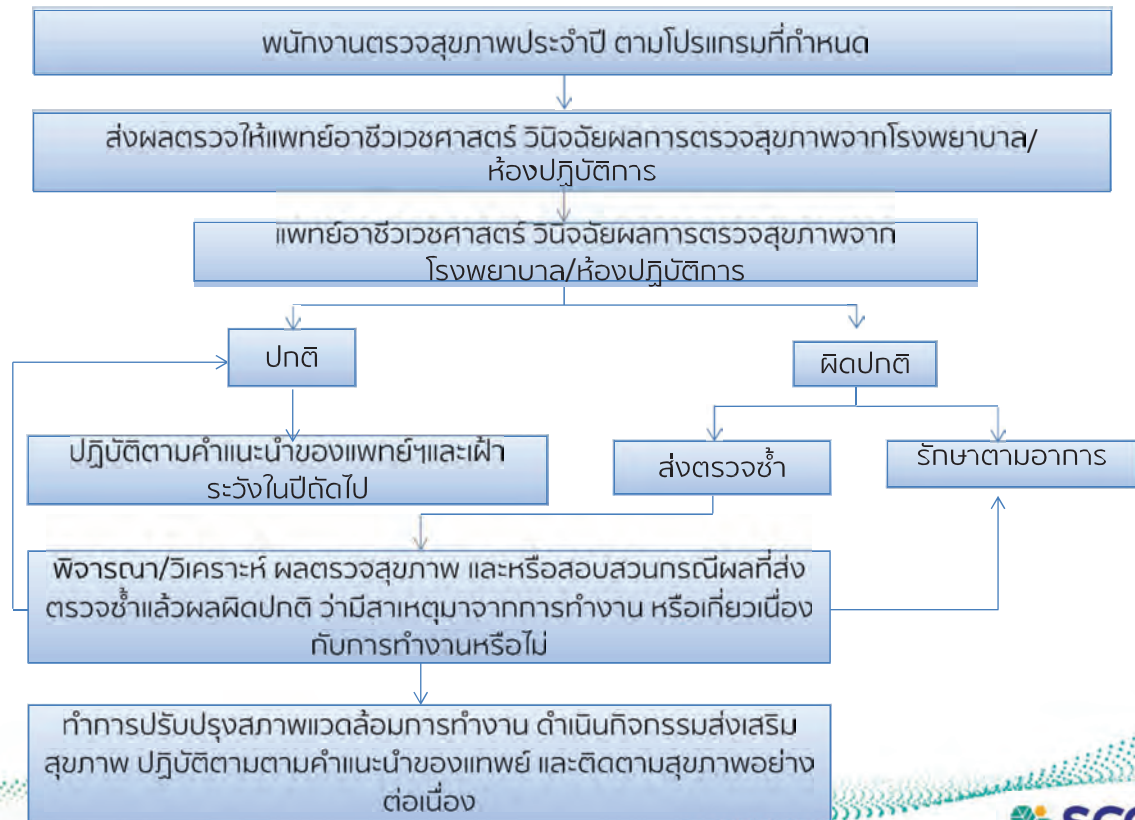 พนักงานตรวจสุขภาพประจำปี ตามโปรแกรมที่กำหนด
ส่งผลตรวจให้แพทย์อาชีวเวชศาสตร์ วินิจฉัยผลการตรวจสุขภาพจากโรงพยาบาล/
ห้องปฏิบัติการ
แพทย์อาชีวเวชศาสตร์ วินิจฉัยผลการตรวจสุขภาพจาก
โรงพยาบาล/ห้องปฏิบัติการ
ปกติ
ผิดปกติ
ปฏิบัติตามคำแนะนำของแพทย์ฯและเฝ้า
ระวังในปีถัดไป
ส่งตรวจซ้ำ
รักษาตามอาการ
พิจารณา/วิเคราะห์ ผลตรวจสุขภาพ และหรือสอบสวนกรณีผลที่ส่ง
ตรวจซ้ำแล้วผลผิดปกติ ว่ามีสาเหตุมาจากการทำงาน หรือเกี่ยวเนื่อง
กับการทำงานหรือไม่
ทำการปรับปรุงสภาพแวดล้อมการทำงาน ดำเนินกิจกรรมส่งเสริม
สุขภาพ ปฏิบัติตามตามคำแนะนำของแทพย์ และติดตามสุขภาพอย่าง
ต่อเนื่อง